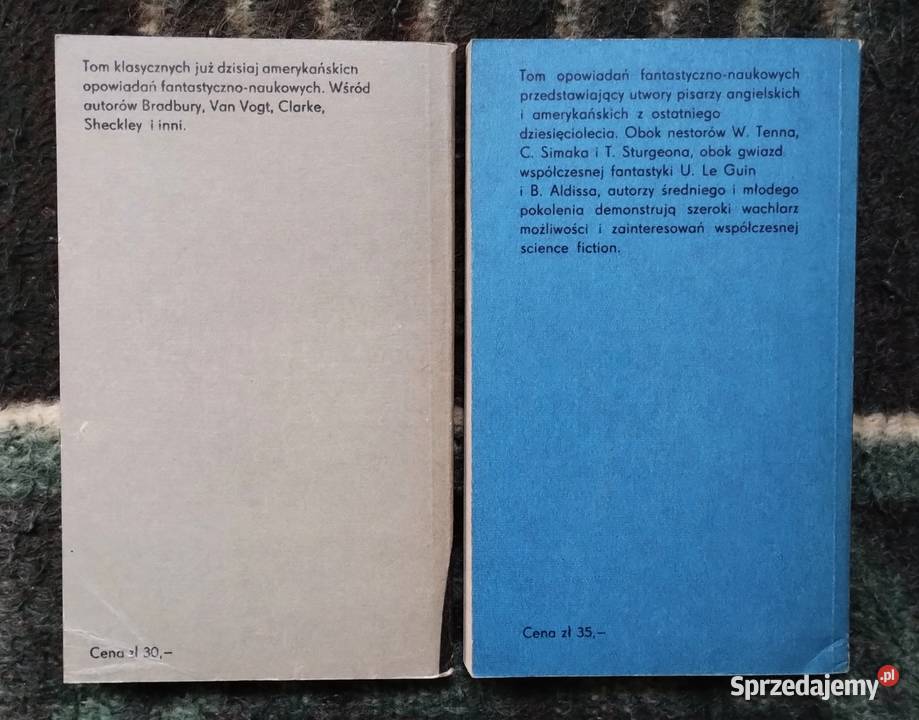 Tom klasycznych już dzisiaj amerykańskich
opowiadań fantastyczno-naukowych. Wśród
autorów Bradbury, Van Vogt, Clarke,
Sheckley i inni.
Cena zł 30,—
Tom opowiadań fantastyczno-naukowych
przedstawiający utwory pisarzy angielskich
i amerykańskich z ostatniego
dziesięciolecia. Obok nestorów W. Tenna,
C. Simaka i T. Sturgeona, obok gwiazd
współczesnej fantastyki U. Le Guin
i B. Aldissa, autorzy średniego i młodego
pokolenia demonstrują szeroki wachlarz
możliwości i zainteresowań współczesnej
science fiction.
Cena zł 35,—
Sprzedajemy.pl